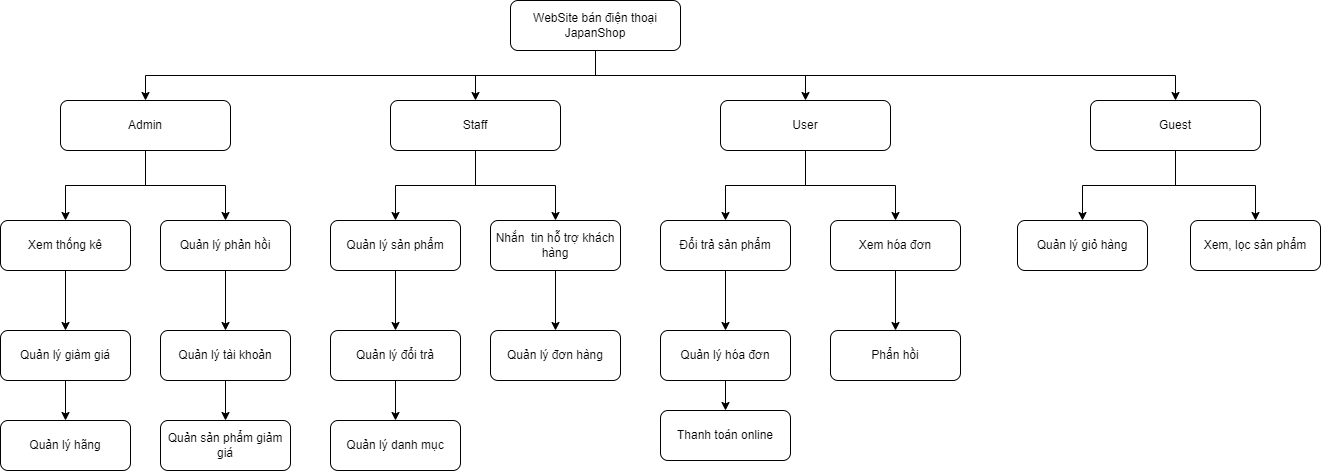 WebSite bán điện thoại
JapanShop
Admin
Staff
User
Guest
Xem thống kê
Quản lý phản hồi
Quản lý sản phẩm
Nhắn tin hỗ trợ khách
hàng
Đổi trả sản phẩm
Xem hóa đơn
Quản lý giỏ hàng
Xem, lọc sản phẩm
Quản lý giảm giá
Quản lý tài khoản
Quản lý đổi trả
Quản lý đơn hàng
Quản lý hóa đơn
Phẩn hồi
Quản lý hãng
Quản sản phẩm giảm
giá
Quản lý danh mục
Thanh toán online